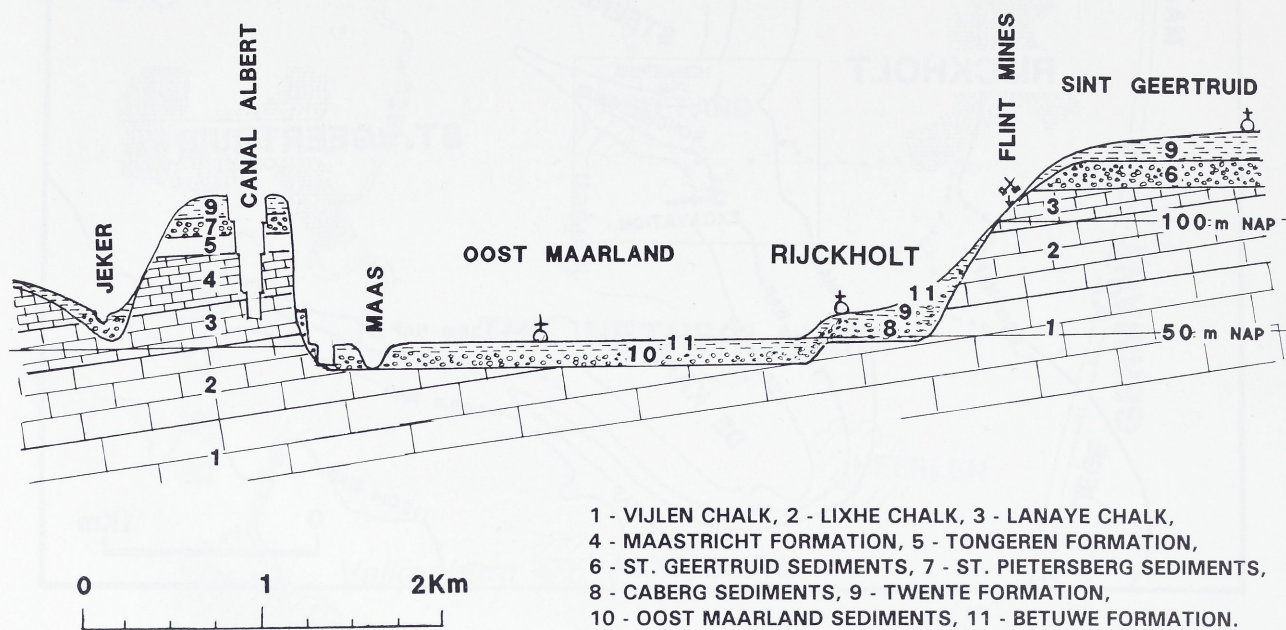 JEKER
CANAL ALBERT
MAAS
OOST MAARLAND
RIJCKHOLT
FLINT MINES
SINT GEERTRUID
9
7
5
4
3
2
1
11
10
11
9
8
9
6
3
100 m NAP
2
1
50 m NAP
0 1 2Km
1 - VIJLEN CHALK, 2 - LIXHE CHALK, 3 - LANAYE CHALK,
4 - MAASTRICHT FORMATION, 5 - TONGEREN FORMATION,
6 - ST. GEERTRUID SEDIMENTS, 7 - ST. PIETERSBERG SEDIMENTS,
8 - CABERG SEDIMENTS, 9 - TWENTE FORMATION,
10 - OOST MAARLAND SEDIMENTS, 11 - BETUWE FORMATION.